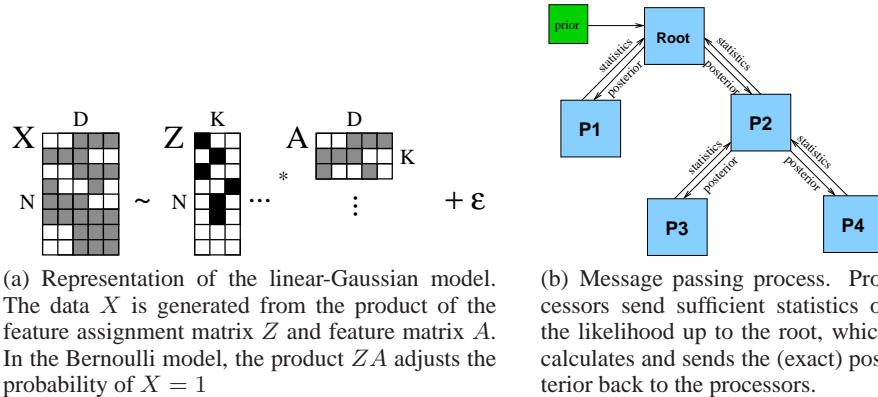 X
D
N
~
Z
K
N
...
*
A
D
K
⋮
+ ε
(a) Representation of the linear-Gaussian model.
The data X is generated from the product of the
feature assignment matrix Z and feature matrix A.
In the Bernoulli model, the product ZA adjusts the
probability of X = 1
prior
Root
statistics
posterior
statistics
posterior
P1
P2
statistics
posterior
statistics
posterior
P3
P4
(b) Message passing process. Pro
cessors send sufficient statistics o
the likelihood up to the root, whic
calculates and sends the (exact) pos
terior back to the processors.